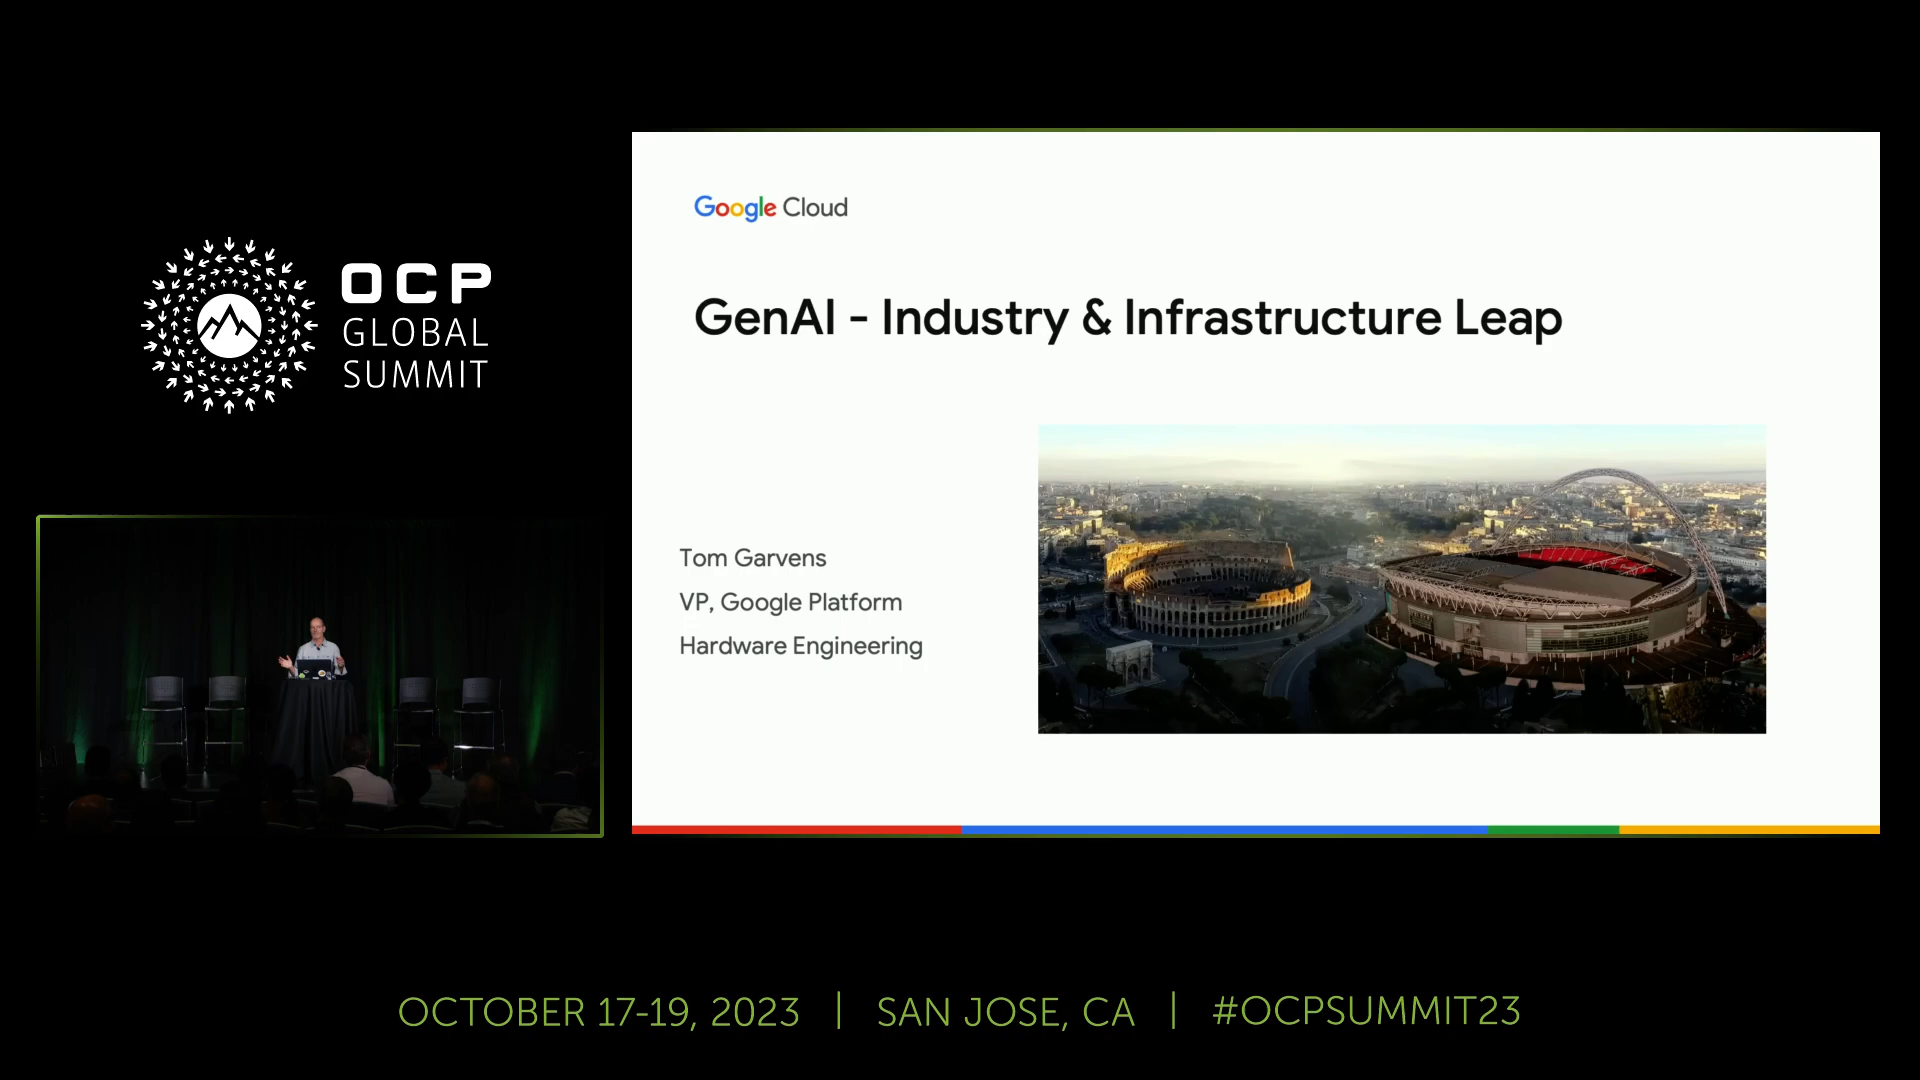 OCP
GLOBAL
SUMMIT
Google Cloud
GenAI - Industry & Infrastructure Leap
Tom Garvens
VP, Google Platform
Hardware Engineering
OCTOBER 17-19, 2023 | SAN JOSE, CA | #OCPSUMMIT23